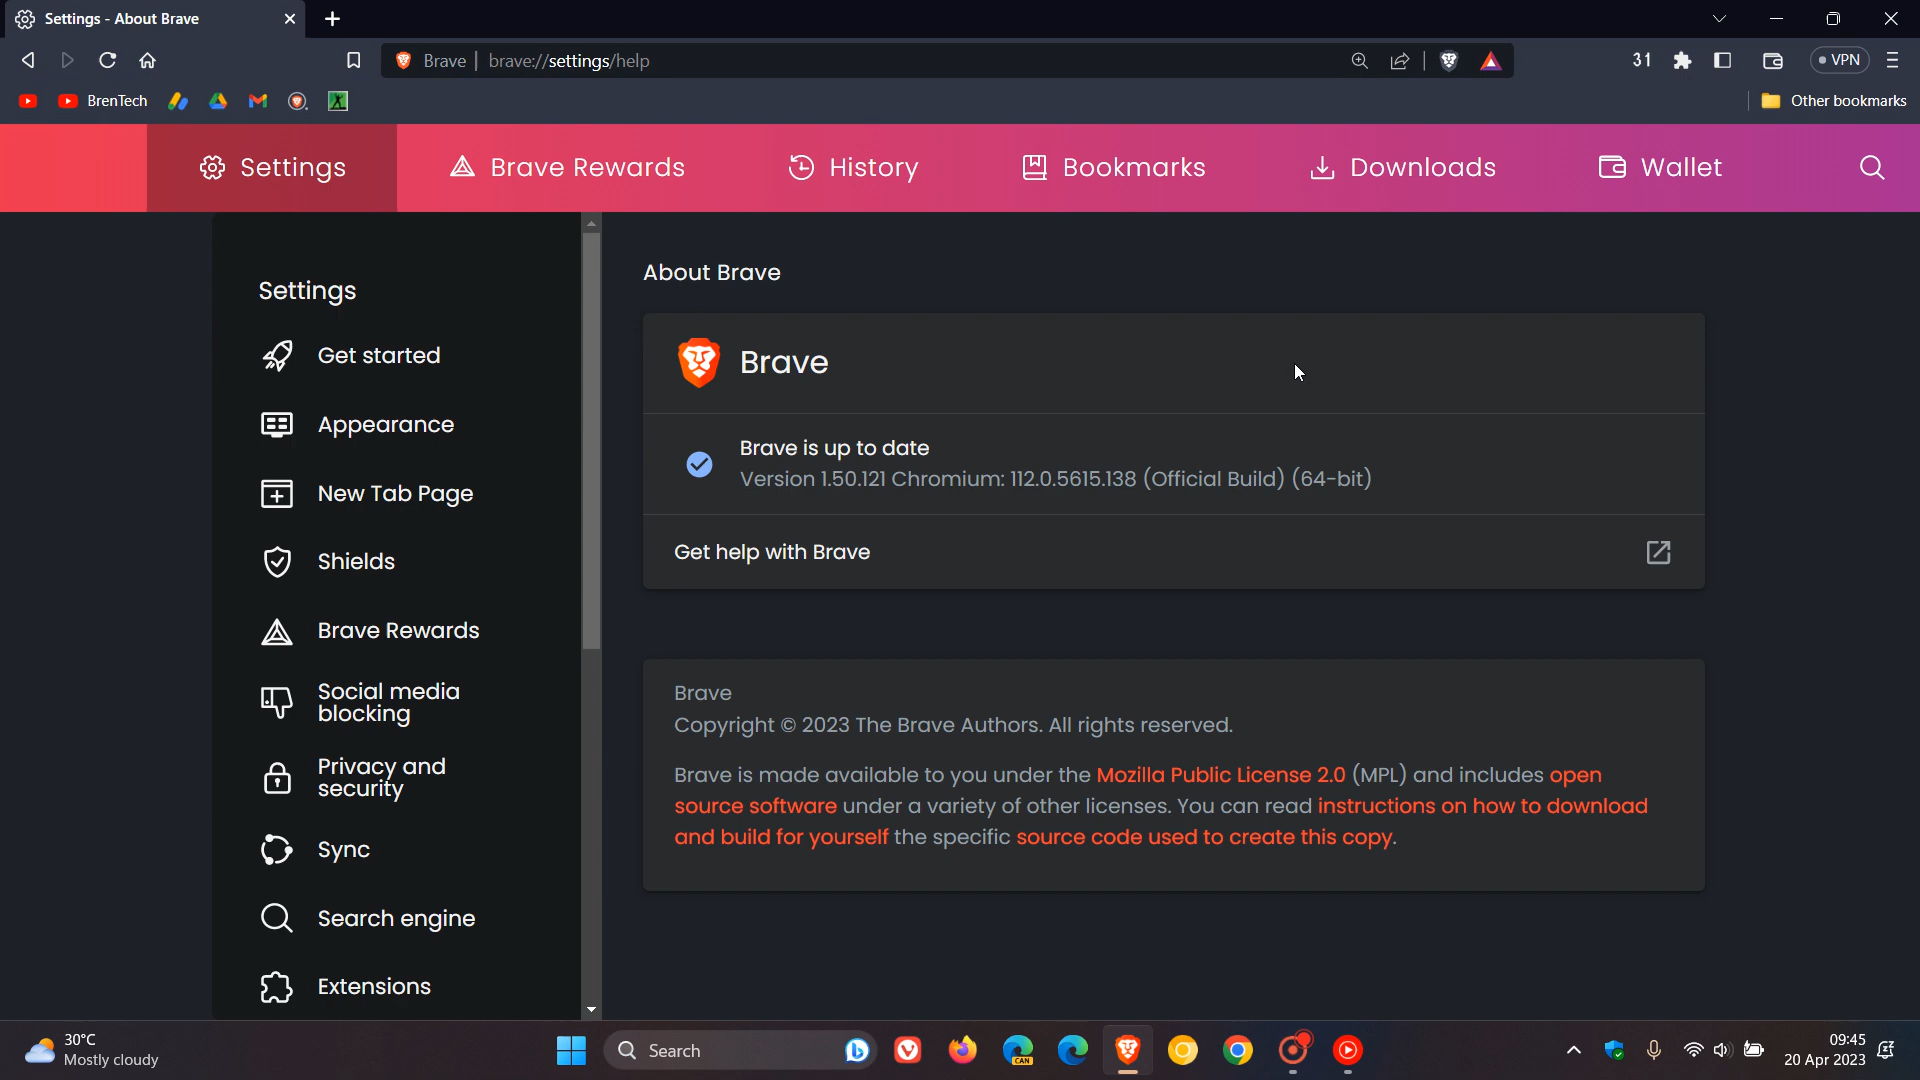 Settings - About Brave
Brave | brave://settings/help
31
VPN
BrenTech
Other bookmarks
Settings
Brave Rewards
History
Bookmarks
Downloads
Wallet
Settings
Get started
Appearance
New Tab Page
Shields
Brave Rewards
Social media
blocking
Privacy and
security
Sync
Search engine
Extensions
About Brave
Brave
Brave is up to date
Version 1.50.121 Chromium: 112.0.5615.138 (Official Build) (64-bit)
Get help with Brave
Brave
Copyright © 2023 The Brave Authors. All rights reserved.
Brave is made available to you under the Mozilla Public License 2.0 (MPL) and includes open
source software under a variety of other licenses. You can read instructions on how to download
and build for yourself the specific source code used to create this copy.
30°C
Mostly cloudy
Search
CAN
09:45
20 Apr 2023